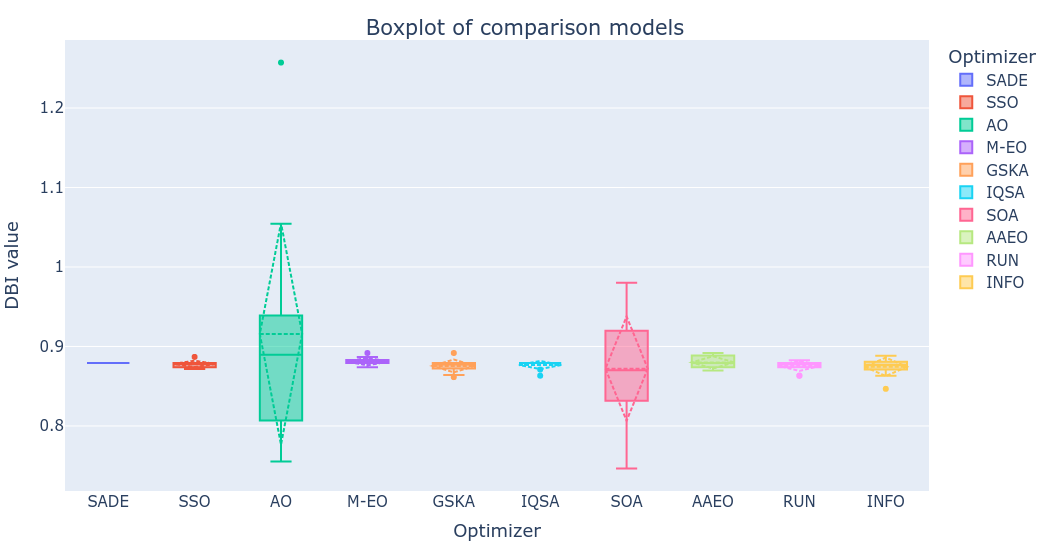 Boxplot of comparison models
DBI value
1.2
1.1
1
0.9
0.8
SADE
SSO
AO
M-EO
GSKA
IQSA
SOA
AAEO
RUN
INFO
Optimizer
Optimizer
SADE
SSO
AO
M-EO
GSKA
IQSA
SOA
AAEO
RUN
INFO